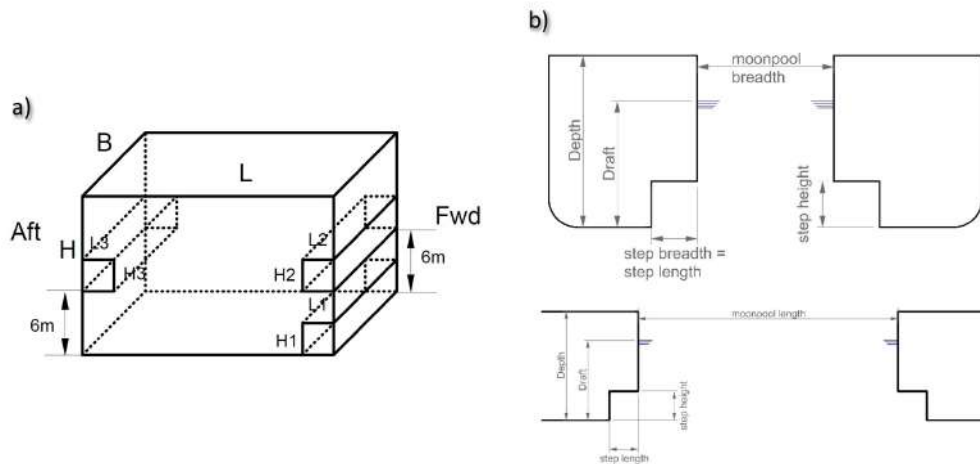 a)
B
L
Aft
Fwd
H
L3
L2
H3
H2
6m
L1
6m
H1
b)
moonpool
breadth
Depth
Draft
step height
step breadth =
step length
moonpool length
Depth
Draft
step height
step length